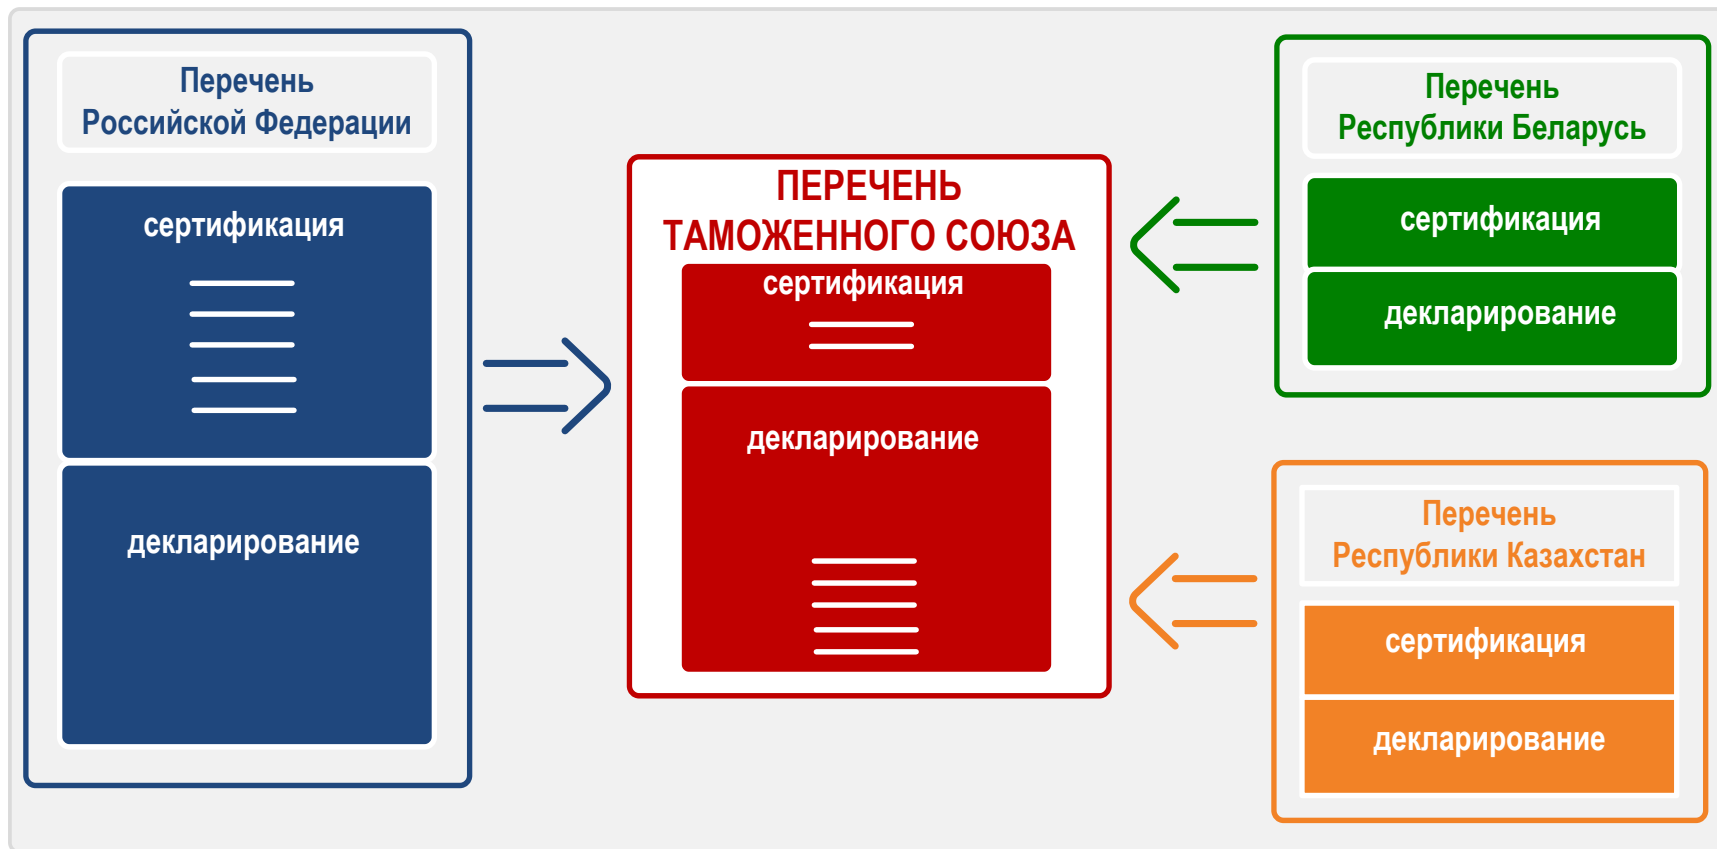 Перечень
Российской Федерации
сертификация
декларирование
ПЕРЕЧЕНЬ
ТАМОЖЕННОГО СОЮЗА
сертификация
декларирование
Перечень
Республики Беларусь
сертификация
декларирование
Перечень
Республики Казахстан
сертификация
декларирование